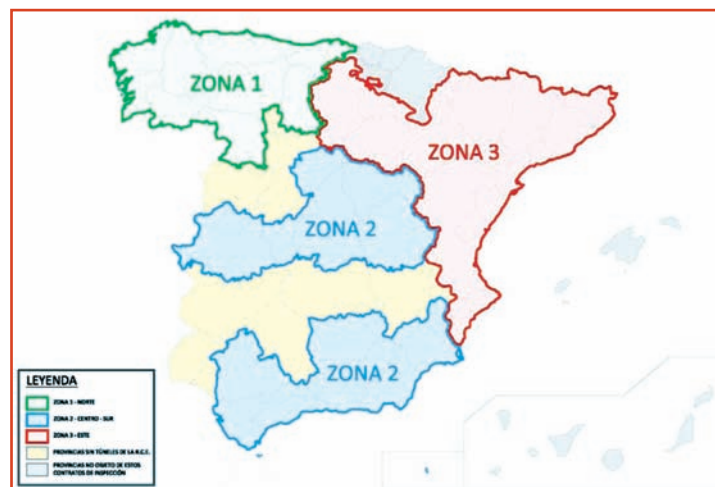 ZONA 1
ZONA 3
ZONA 2
ZONA 2
LEYENDA
ZONA 1 - NORTE
ZONA 2 - CENTRO - SUR
ZONA 3 - ESTE
PROVINCIAS SIN TÚNELES DE LA R.C.E.
PROVINCIAS NO OBJETO DE ESTOS
CONTRATOS DE INSPECCIÓN